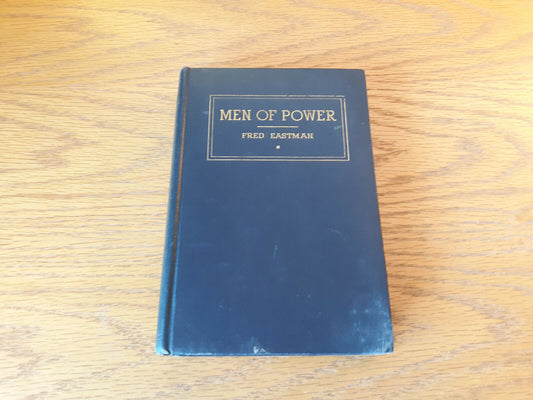 MEN OF POWER
FRED EASTMAN